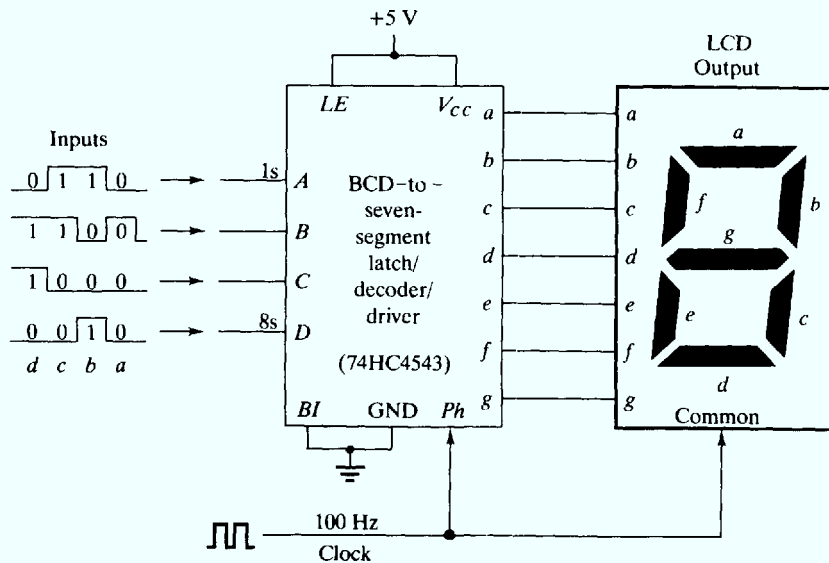 +5 V
LCD
Output
LE
V_CC
a
a
a
Inputs
b
b
0 1 1 0
1s
A
BCD-to-
seven-
segment
latch/
decoder/
driver
c
c
f
b
1 1 0 0
B
g
d
d
1 0 0 0
C
e
e
e
c
0 0 1 0
8s
D
d c b a
(74HC4543)
f
f
d
BI
GND
Ph
g
g
Common
100 Hz
Clock